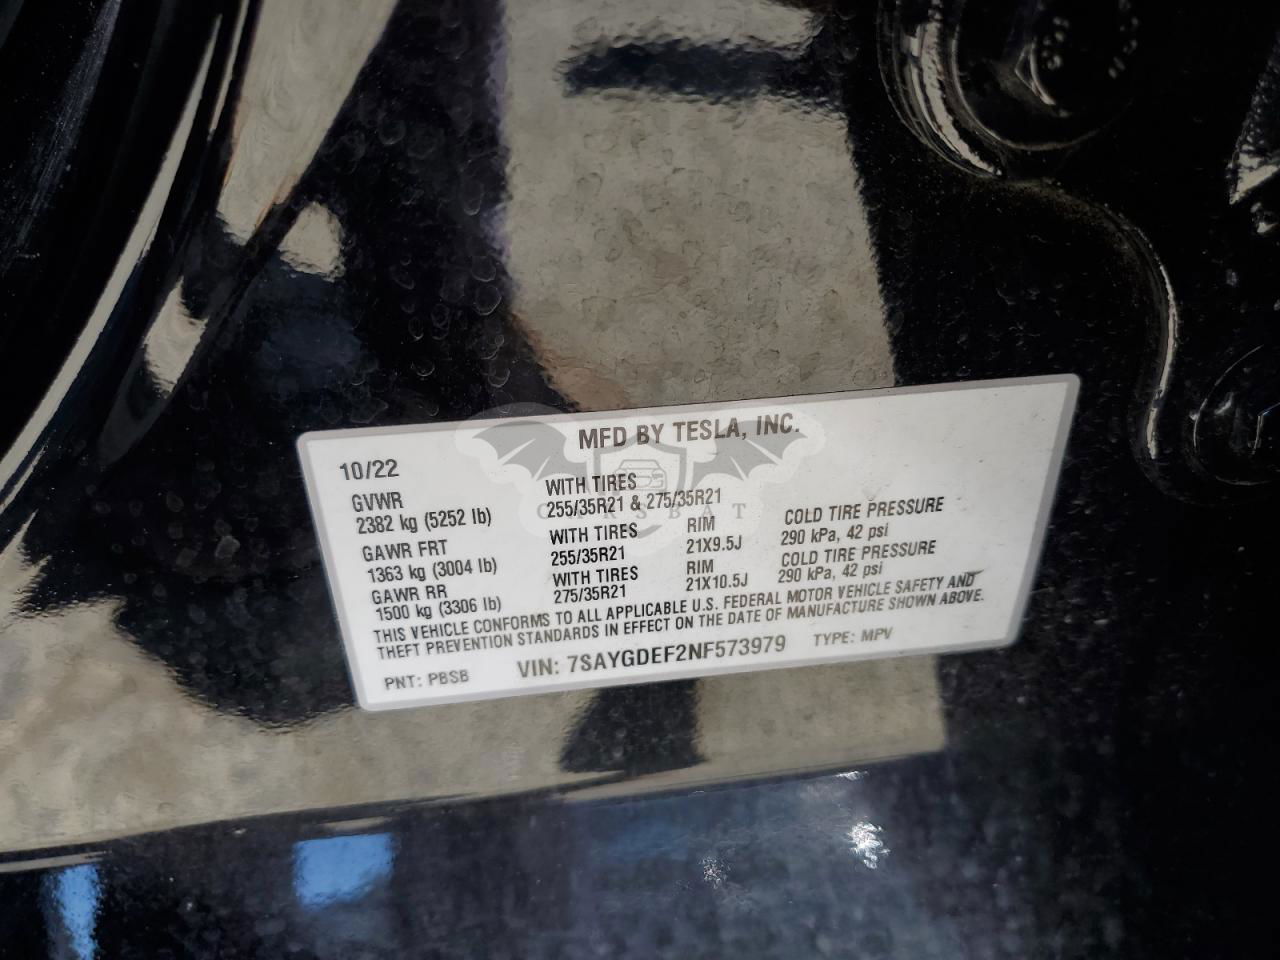 MFD BY TESLA, INC.
10/22
GVWR WITH TIRES
2382 kg (5252 lb) 255/35R21 & 275/35R21
GAWR FRT WITH TIRES RIM COLD TIRE PRESSURE
1363 kg (3004 lb) 255/35R21 21X9.5J 290 kPa, 42 psi
GAWR RR WITH TIRES RIM COLD TIRE PRESSURE
1500 kg (3306 lb) 275/35R21 21X10.5J 290 kPa, 42 psi
THIS VEHICLE CONFORMS TO ALL APPLICABLE U.S. FEDERAL MOTOR VEHICLE SAFETY AND
THEFT PREVENTION STANDARDS IN EFFECT ON THE DATE OF MANUFACTURE SHOWN ABOVE.
PNT: PBSB VIN: 7SAYGDEF2NF573979 TYPE: MPV
CARSBAT